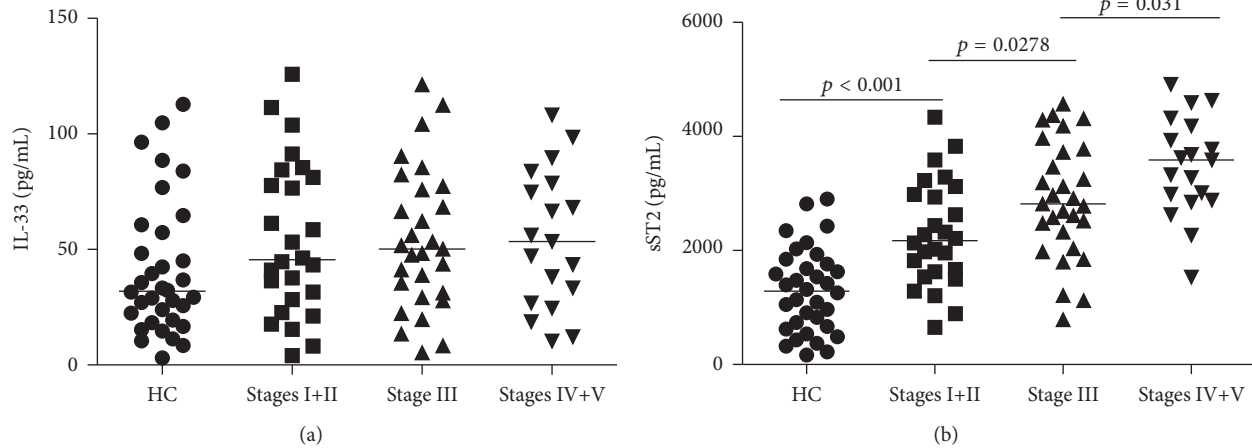 150
100
50
0
IL-33 (pg/mL)
HC
Stages I+II
Stage III
Stages IV+V
(a)
p = 0.031
p = 0.0278
p < 0.001
6000
4000
2000
0
sST2 (pg/mL)
HC
Stages I+II
Stage III
Stages IV+V
(b)